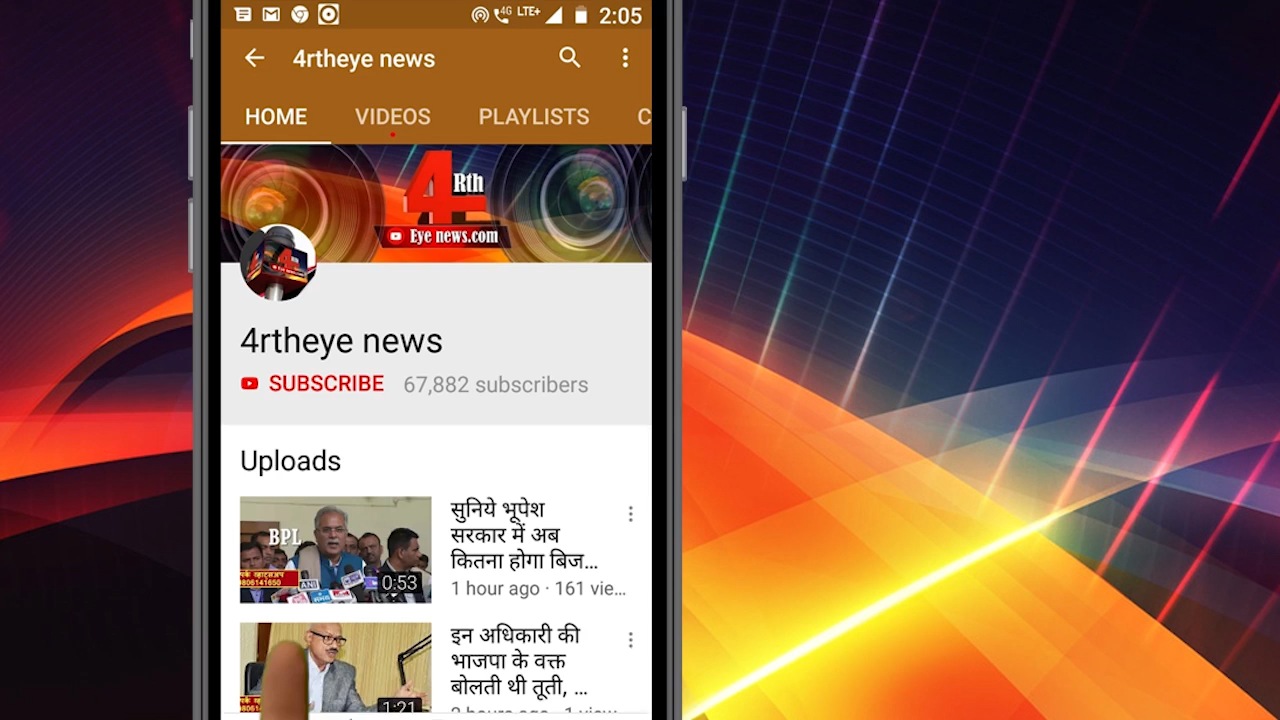 4G LTE+ 2:05
4rtheye news
HOME VIDEOS PLAYLISTS C
4
Rth
Eye news.com
4rtheye news
SUBSCRIBE 67,882 subscribers
Uploads
BPL
ANI
9806141650
0:53
सुनिये भूपेश
सरकार में अब
कितना होगा बिज...
1 hour ago · 161 vie...
इन अधिकारी की
भाजपा के वक्त
बोलती थी तूती, ...
1:21